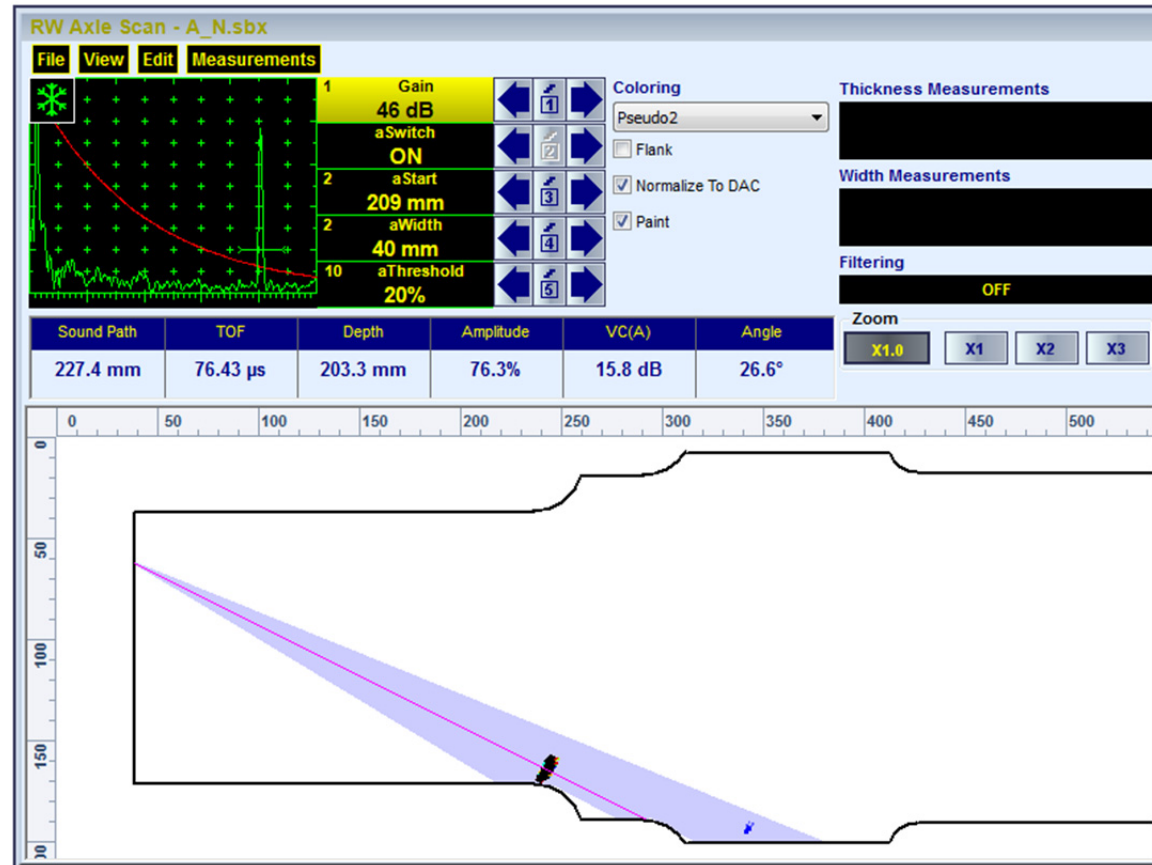 RW Axle Scan - A_N.sbx
File View Edit Measurements
1 Gain
46 dB
1
aSwitch
ON
2
2 aStart
209 mm
3
2 aWidth
40 mm
4
10 aThreshold
20%
5
Coloring
Pseudo2
Flank
Normalize To DAC
Paint
Thickness Measurements
Width Measurements
Filtering
OFF
Zoom
X1.0 X1 X2 X3
Sound Path TOF Depth Amplitude VC(A) Angle
227.4 mm 76.43 µs 203.3 mm 76.3% 15.8 dB 26.6°
0 50 100 150 200 250 300 350 400 450 500
0
50
100
150